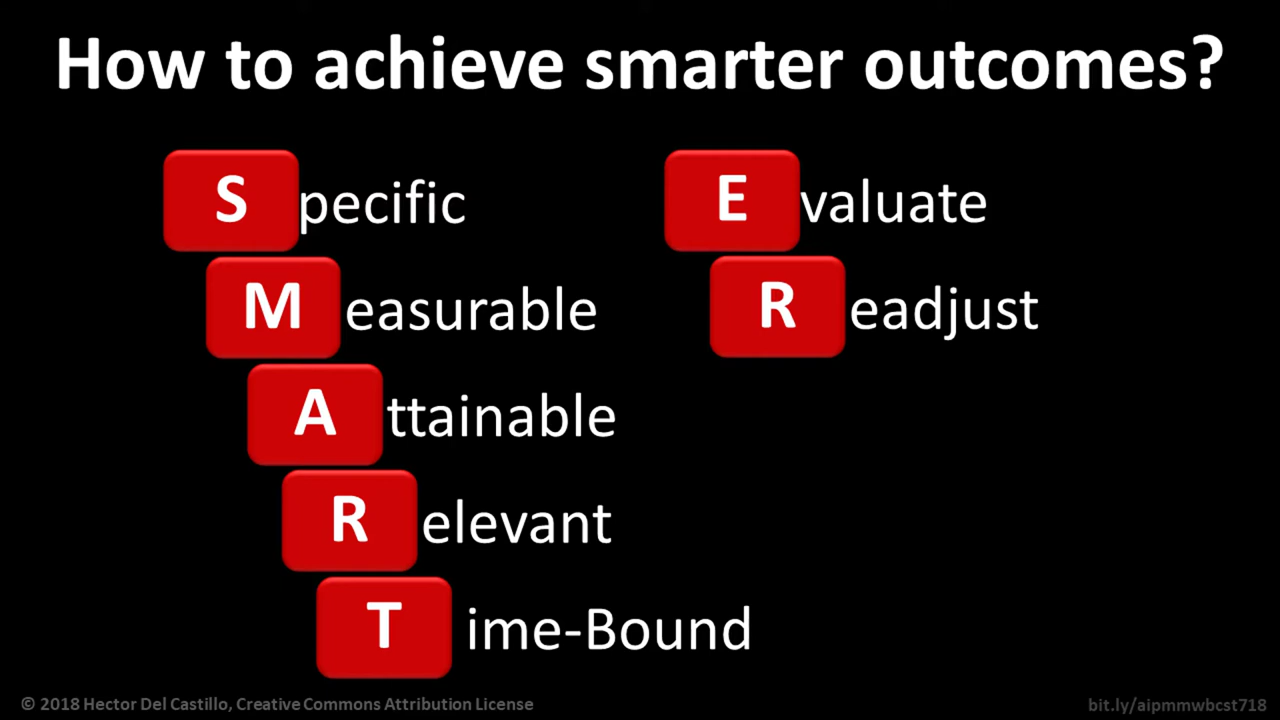 How to achieve smarter outcomes?
Specific
Measurable
Attainable
Relevant
Time-Bound
Evaluate
Readjust
© 2018 Hector Del Castillo, Creative Commons Attribution License
bit.ly/aipmmwbcst718